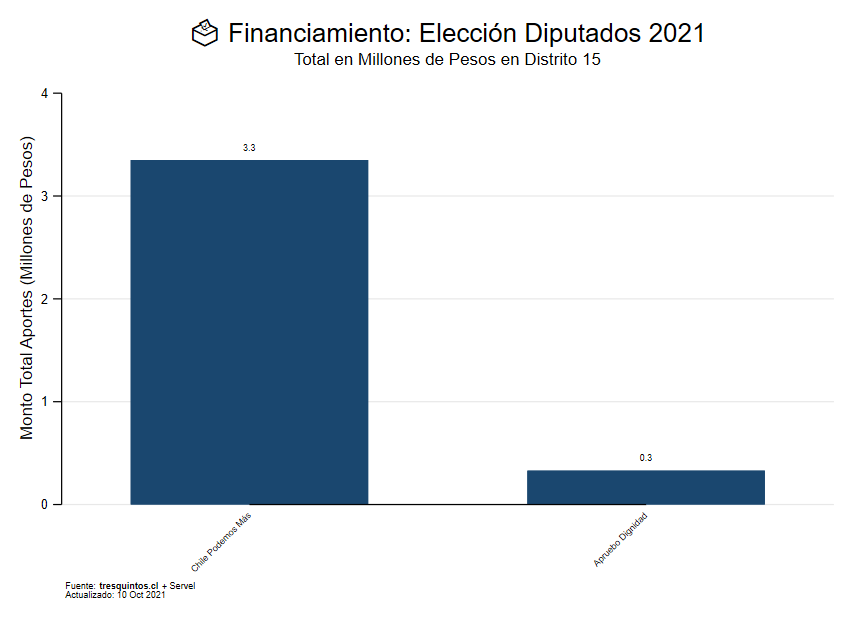 Financiamiento: Elección Diputados 2021
Total en Millones de Pesos en Distrito 15
Monto Total Aportes (Millones de Pesos)
4
3
2
1
0
3.3
0.3
Chile Podemos Más
Apruebo Dignidad
Fuente: tresquintos.cl + Servel
Actualizado: 10 Oct 2021